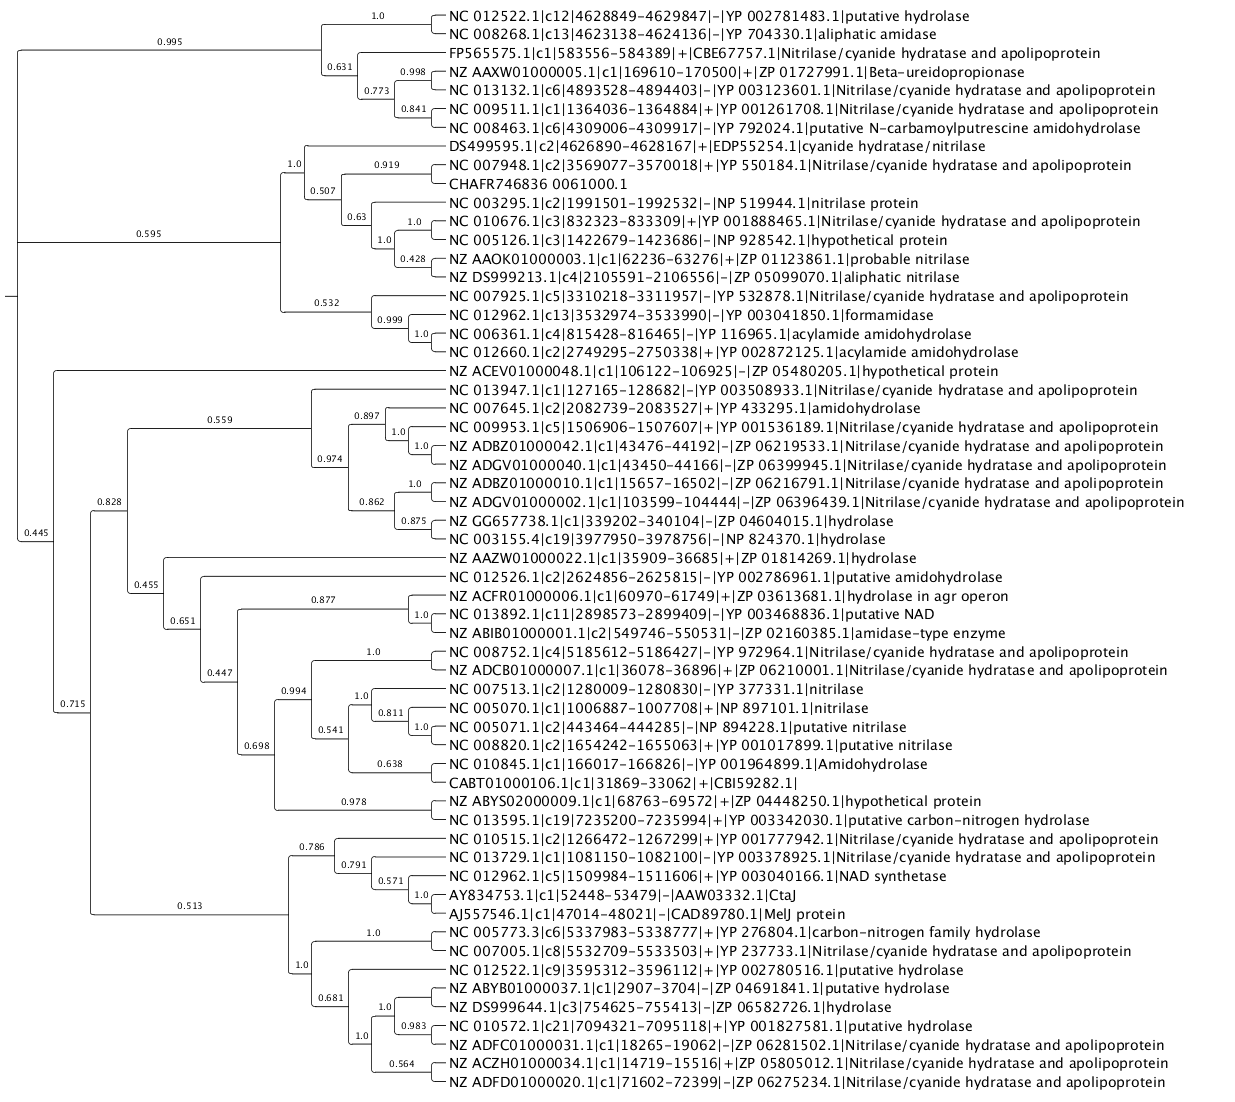 1.0
NC 012522.1|c12|4628849-4629847|-|YP 002781483.1|putative hydrolase
NC 008268.1|c13|4623138-4624136|-|YP 704330.1|aliphatic amidase
0.995
FP565575.1|c1|583556-584389|+|CBE67757.1|Nitrilase/cyanide hydratase and apolipoprotein
0.631
0.998
NZ AAXW01000005.1|c1|169610-170500|+|ZP 01727991.1|Beta-ureidopropionase
0.773
NC 013132.1|c6|4893528-4894403|-|YP 003123601.1|Nitrilase/cyanide hydratase and apolipoprotein
0.841
NC 009511.1|c1|1364036-1364884|+|YP 001261708.1|Nitrilase/cyanide hydratase and apolipoprotein
NC 008463.1|c6|4309006-4309917|-|YP 792024.1|putative N-carbamoylputrescine amidohydrolase
DS499595.1|c2|4626890-4628167|+|EDP55254.1|cyanide hydratase/nitrilase
1.0
0.919
NC 007948.1|c2|3569077-3570018|+|YP 550184.1|Nitrilase/cyanide hydratase and apolipoprotein
0.507
CHAFR746836 0061000.1
NC 003295.1|c2|1991501-1992532|-|NP 519944.1|nitrilase protein
0.63
1.0
NC 010676.1|c3|832323-833309|+|YP 001888465.1|Nitrilase/cyanide hydratase and apolipoprotein
0.595
1.0
NC 005126.1|c3|1422679-1423686|-|NP 928542.1|hypothetical protein
0.428
NZ AAOK01000003.1|c1|62236-63276|+|ZP 01123861.1|probable nitrilase
NZ DS999213.1|c4|2105591-2106556|-|ZP 05099070.1|aliphatic nitrilase
0.532
NC 007925.1|c5|3310218-3311957|-|YP 532878.1|Nitrilase/cyanide hydratase and apolipoprotein
0.999
NC 012962.1|c13|3532974-3533990|-|YP 003041850.1|formamidase
1.0
NC 006361.1|c4|815428-816465|-|YP 116965.1|acylamide amidohydrolase
NC 012660.1|c2|2749295-2750338|+|YP 002872125.1|acylamide amidohydrolase
NZ ACEV01000048.1|c1|106122-106925|-|ZP 05480205.1|hypothetical protein
NC 013947.1|c1|127165-128682|-|YP 003508933.1|Nitrilase/cyanide hydratase and apolipoprotein
0.559
0.897
NC 007645.1|c2|2082739-2083527|+|YP 433295.1|amidohydrolase
1.0
NC 009953.1|c5|1506906-1507607|+|YP 001536189.1|Nitrilase/cyanide hydratase and apolipoprotein
1.0
NZ ADBZ01000042.1|c1|43476-44192|-|ZP 06219533.1|Nitrilase/cyanide hydratase and apolipoprotein
0.974
NZ ADGV01000040.1|c1|43450-44166|-|ZP 06399945.1|Nitrilase/cyanide hydratase and apolipoprotein
1.0
NZ ADBZ01000010.1|c1|15657-16502|-|ZP 06216791.1|Nitrilase/cyanide hydratase and apolipoprotein
0.828
0.862
NZ ADGV01000002.1|c1|103599-104444|-|ZP 06396439.1|Nitrilase/cyanide hydratase and apolipoprotein
0.875
NZ GG657738.1|c1|339202-340104|-|ZP 04604015.1|hydrolase
0.445
NC 003155.4|c19|3977950-3978756|-|NP 824370.1|hydrolase
NZ AAZW01000022.1|c1|35909-36685|+|ZP 01814269.1|hydrolase
0.455
NC 012526.1|c2|2624856-2625815|-|YP 002786961.1|putative amidohydrolase
0.877
NZ ACFR01000006.1|c1|60970-61749|+|ZP 03613681.1|hydrolase in agr operon
0.651
1.0
NC 013892.1|c11|2898573-2899409|-|YP 003468836.1|putative NAD
NZ ABIB01000001.1|c2|549746-550531|-|ZP 02160385.1|amidase-type enzyme
1.0
NC 008752.1|c4|5185612-5186427|-|YP 972964.1|Nitrilase/cyanide hydratase and apolipoprotein
0.447
NZ ADCB01000007.1|c1|36078-36896|+|ZP 06210001.1|Nitrilase/cyanide hydratase and apolipoprotein
0.994
1.0
NC 007513.1|c2|1280009-1280830|-|YP 377331.1|nitrilase
0.715
0.811
NC 005070.1|c1|1006887-1007708|+|NP 897101.1|nitrilase
0.541
1.0
NC 005071.1|c2|443464-444285|-|NP 894228.1|putative nitrilase
0.698
NC 008820.1|c2|1654242-1655063|+|YP 001017899.1|putative nitrilase
0.638
NC 010845.1|c1|166017-166826|-|YP 001964899.1|Amidohydrolase
CABT01000106.1|c1|31869-33062|+|CBI59282.1|
0.978
NZ ABYS02000009.1|c1|68763-69572|+|ZP 04448250.1|hypothetical protein
NC 013595.1|c19|7235200-7235994|+|YP 003342030.1|putative carbon-nitrogen hydrolase
0.786
NC 010515.1|c2|1266472-1267299|+|YP 001777942.1|Nitrilase/cyanide hydratase and apolipoprotein
0.791
NC 013729.1|c1|1081150-1082100|-|YP 003378925.1|Nitrilase/cyanide hydratase and apolipoprotein
0.571
NC 012962.1|c5|1509984-1511606|+|YP 003040166.1|NAD synthetase
1.0
AY834753.1|c1|52448-53479|-|AAW03332.1|CtaJ
0.513
AJ557546.1|c1|47014-48021|-|CAD89780.1|MelJ protein
1.0
NC 005773.3|c6|5337983-5338777|+|YP 276804.1|carbon-nitrogen family hydrolase
NC 007005.1|c8|5532709-5533503|+|YP 237733.1|Nitrilase/cyanide hydratase and apolipoprotein
1.0
NC 012522.1|c9|3595312-3596112|+|YP 002780516.1|putative hydrolase
NZ ABYB01000037.1|c1|2907-3704|-|ZP 04691841.1|putative hydrolase
0.681
1.0
NZ DS999644.1|c3|754625-755413|-|ZP 06582726.1|hydrolase
0.983
NC 010572.1|c21|7094321-7095118|+|YP 001827581.1|putative hydrolase
1.0
NZ ADFC01000031.1|c1|18265-19062|-|ZP 06281502.1|Nitrilase/cyanide hydratase and apolipoprotein
0.564
NZ ACZH01000034.1|c1|14719-15516|+|ZP 05805012.1|Nitrilase/cyanide hydratase and apolipoprotein
NZ ADFD01000020.1|c1|71602-72399|-|ZP 06275234.1|Nitrilase/cyanide hydratase and apolipoprotein